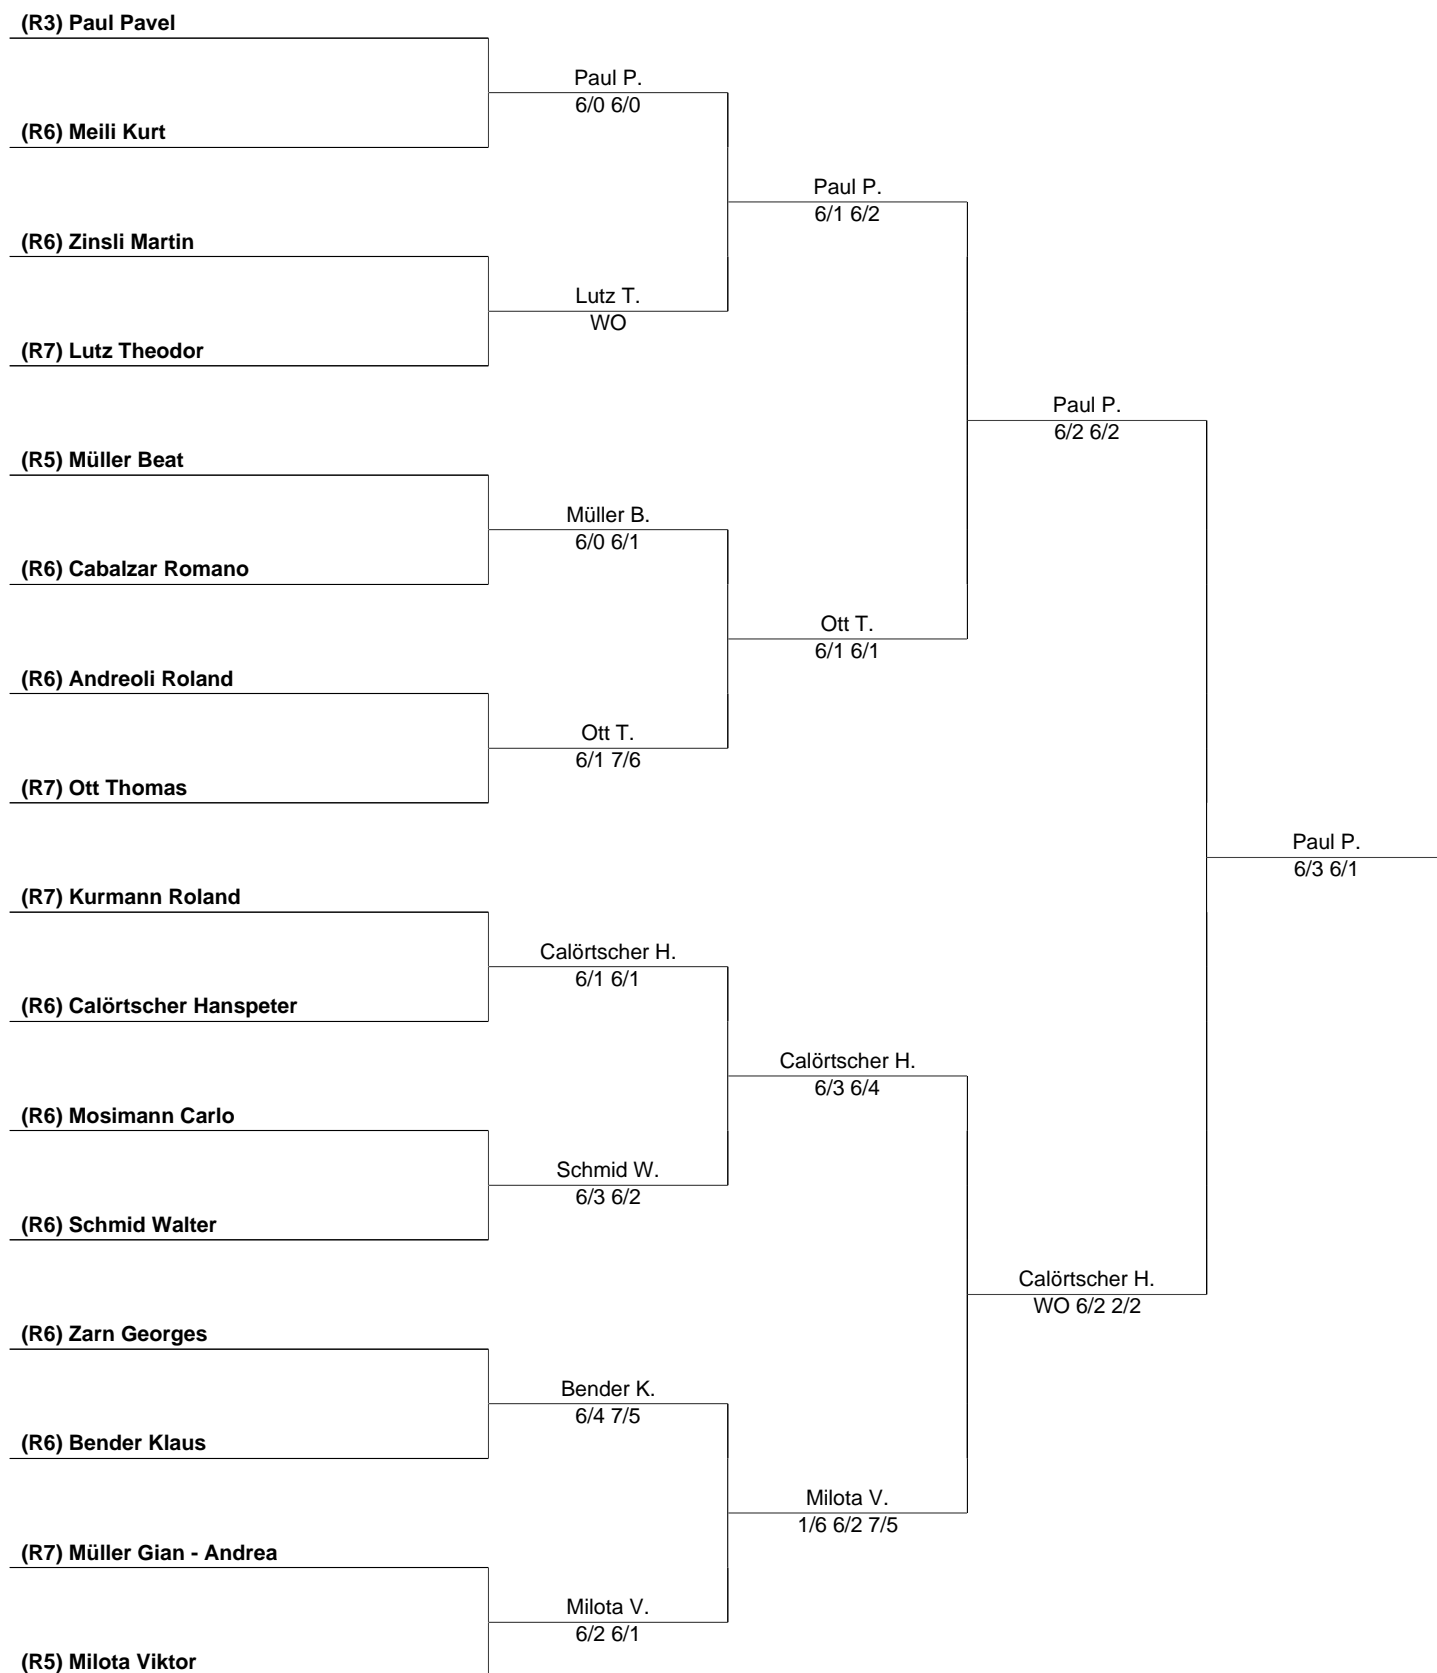 (R3) Paul Pavel
Paul P.
6/0 6/0
(R6) Meili Kurt
Paul P.
6/1 6/2
(R6) Zinsli Martin
Lutz T.
WO
(R7) Lutz Theodor
Paul P.
6/2 6/2
(R5) Müller Beat
Müller B.
6/0 6/1
(R6) Cabalzar Romano
Ott T.
6/1 6/1
(R6) Andreoli Roland
Ott T.
6/1 7/6
(R7) Ott Thomas
Paul P.
6/3 6/1
(R7) Kurmann Roland
Calörtscher H.
6/1 6/1
(R6) Calörtscher Hanspeter
Calörtscher H.
6/3 6/4
(R6) Mosimann Carlo
Schmid W.
6/3 6/2
(R6) Schmid Walter
Calörtscher H.
WO 6/2 2/2
(R6) Zarn Georges
Bender K.
6/4 7/5
(R6) Bender Klaus
Milota V.
1/6 6/2 7/5
(R7) Müller Gian - Andrea
Milota V.
6/2 6/1
(R5) Milota Viktor